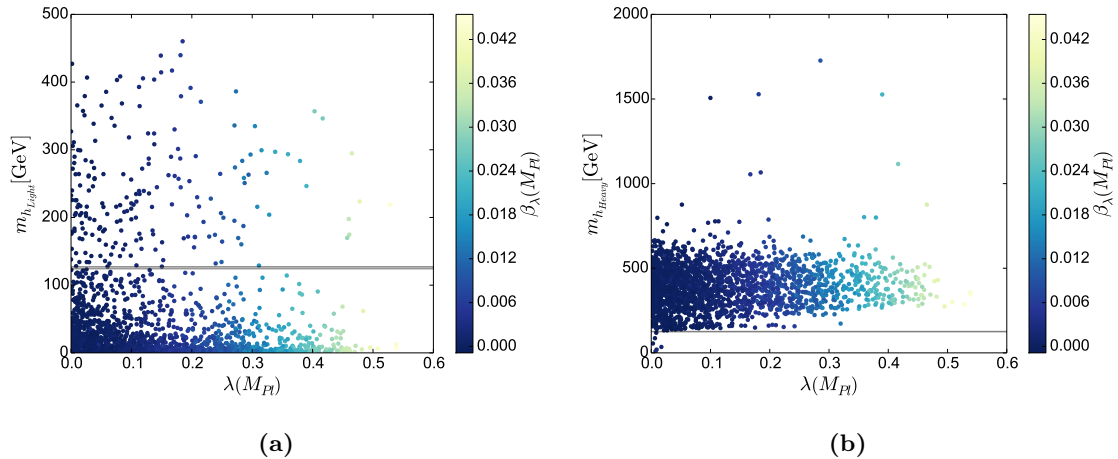 500
400
300
200
100
0
m_{h_{Light}}[GeV]
0.0 0.1 0.2 0.3 0.4 0.5 0.6
λ(M_{Pl})
0.042
0.036
0.030
0.024
0.018
0.012
0.006
0.000
β_λ(M_{Pl})
(a)
2000
1500
1000
500
0
m_{h_{Heavy}}[GeV]
0.0 0.1 0.2 0.3 0.4 0.5 0.6
λ(M_{Pl})
0.042
0.036
0.030
0.024
0.018
0.012
0.006
0.000
β_λ(M_{Pl})
(b)